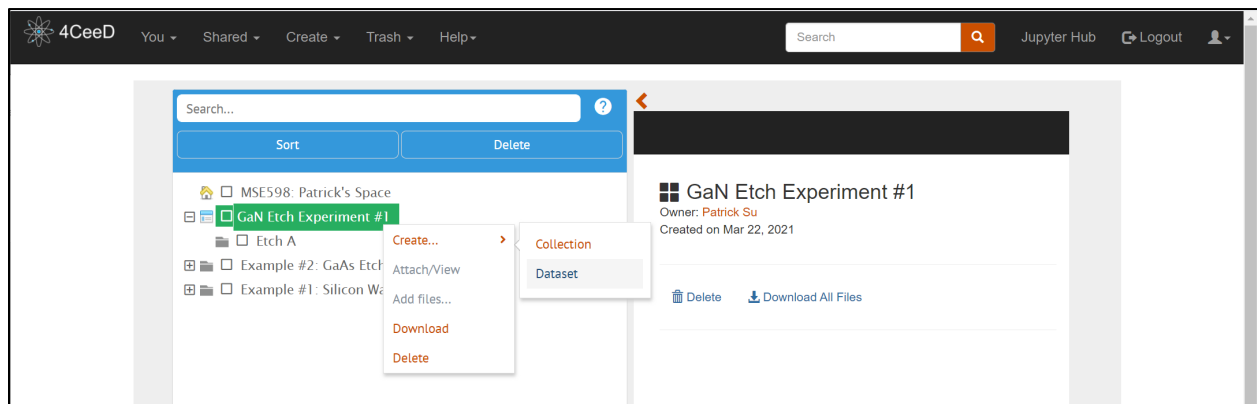 4CeeD You Shared Create Trash Help Search Jupyter Hub Logout
Search... ?
Sort Delete
MSE598: Patrick's Space
GaN Etch Experiment #1
Etch A
Example #2: GaAs Etch
Example #1: Silicon Wa
Create...
Attach/View
Add files...
Download
Delete
Collection
Dataset
GaN Etch Experiment #1
Owner: Patrick Su
Created on Mar 22, 2021
Delete Download All Files